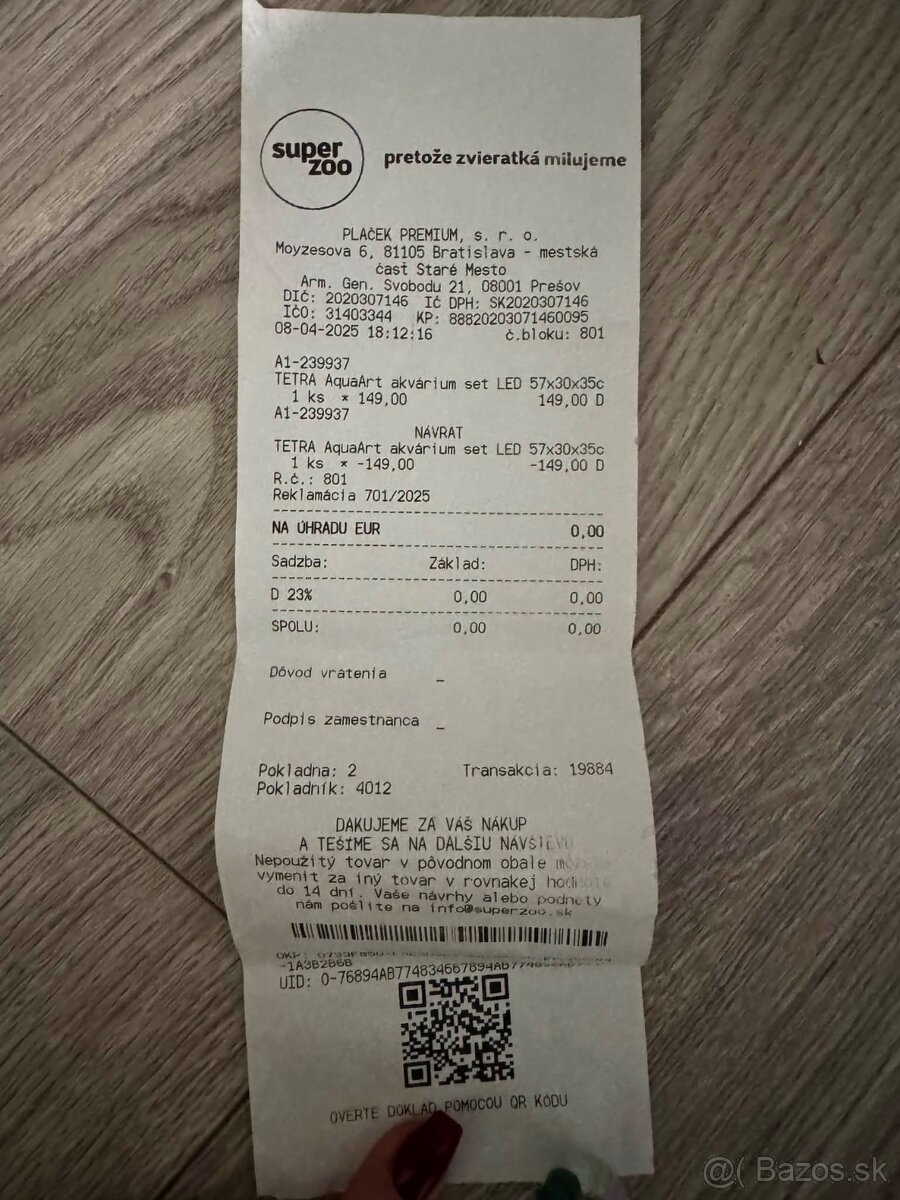 super zoo
pretože zvieratká milujeme
PLAČEK PREMIUM, s. r. o.
Moyzesova 6, 81105 Bratislava - mestská
časť Staré Mesto
Arm. Gen. Svobodu 21, 08001 Prešov
DIČ: 2020307146 IČ DPH: SK2020307146
IČO: 31403344 KP: 88820203071460095
08-04-2025 18:12:16 č.bloku: 801
A1-239937
TETRA AquaArt akvárium set LED 57x30x35c
1 ks * 149,00 149,00 D
A1-239937
NÁVRAT
TETRA AquaArt akvárium set LED 57x30x35c
1 ks * -149,00 -149,00 D
R.č.: 801
Reklamácia 701/2025
NA ÚHRADU EUR 0,00
Sadzba: Základ: DPH:
D 23% 0,00 0,00
SPOLU: 0,00 0,00
Dôvod vrátenia _
Podpis zamestnanca _
Pokladna: 2 Transakcia: 19884
Pokladník: 4012
ĎAKUJEME ZA VÁŠ NÁKUP
A TEŠÍME SA NA ĎALŠIU NÁVŠTEVU
Nepoužitý tovar v pôvodnom obale
vymeniť za iný tovar v rovnakej
do 14 dní. Vaše návrhy alebo podnety
nám pošlite na info@superzoo.sk
OKP:
-1A3B2B6B
UID: O-76894AB774834667894AB774
OVERTE DOKLAD POMOCOU QR KÓDU
@( Bazos.sk